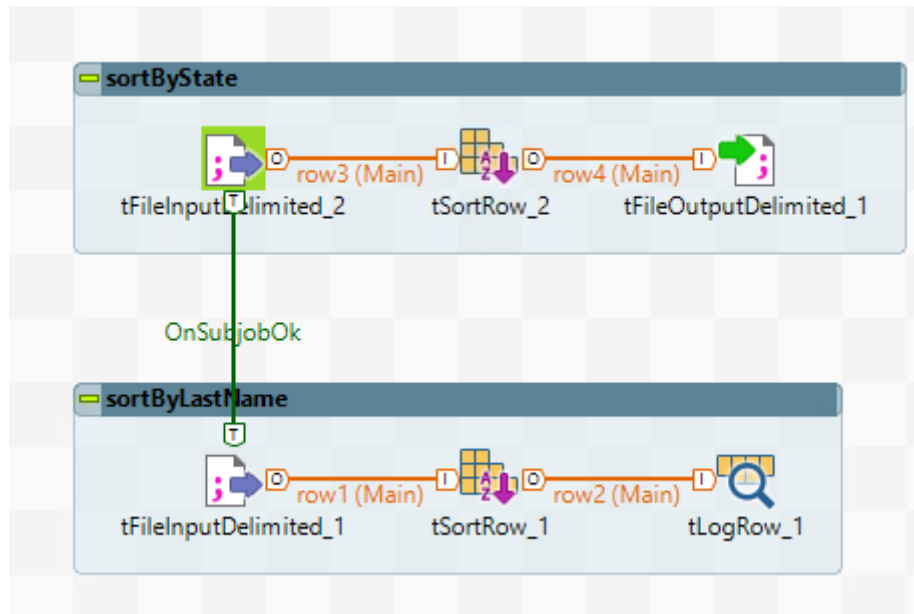 sortByState
O row3 (Main) I O row4 (Main) I
tFileInputDelimited_2 tSortRow_2 tFileOutputDelimited_1
T
OnSubjobOk
sortByLastName
T
O row1 (Main) I O row2 (Main) I
tFileInputDelimited_1 tSortRow_1 tLogRow_1